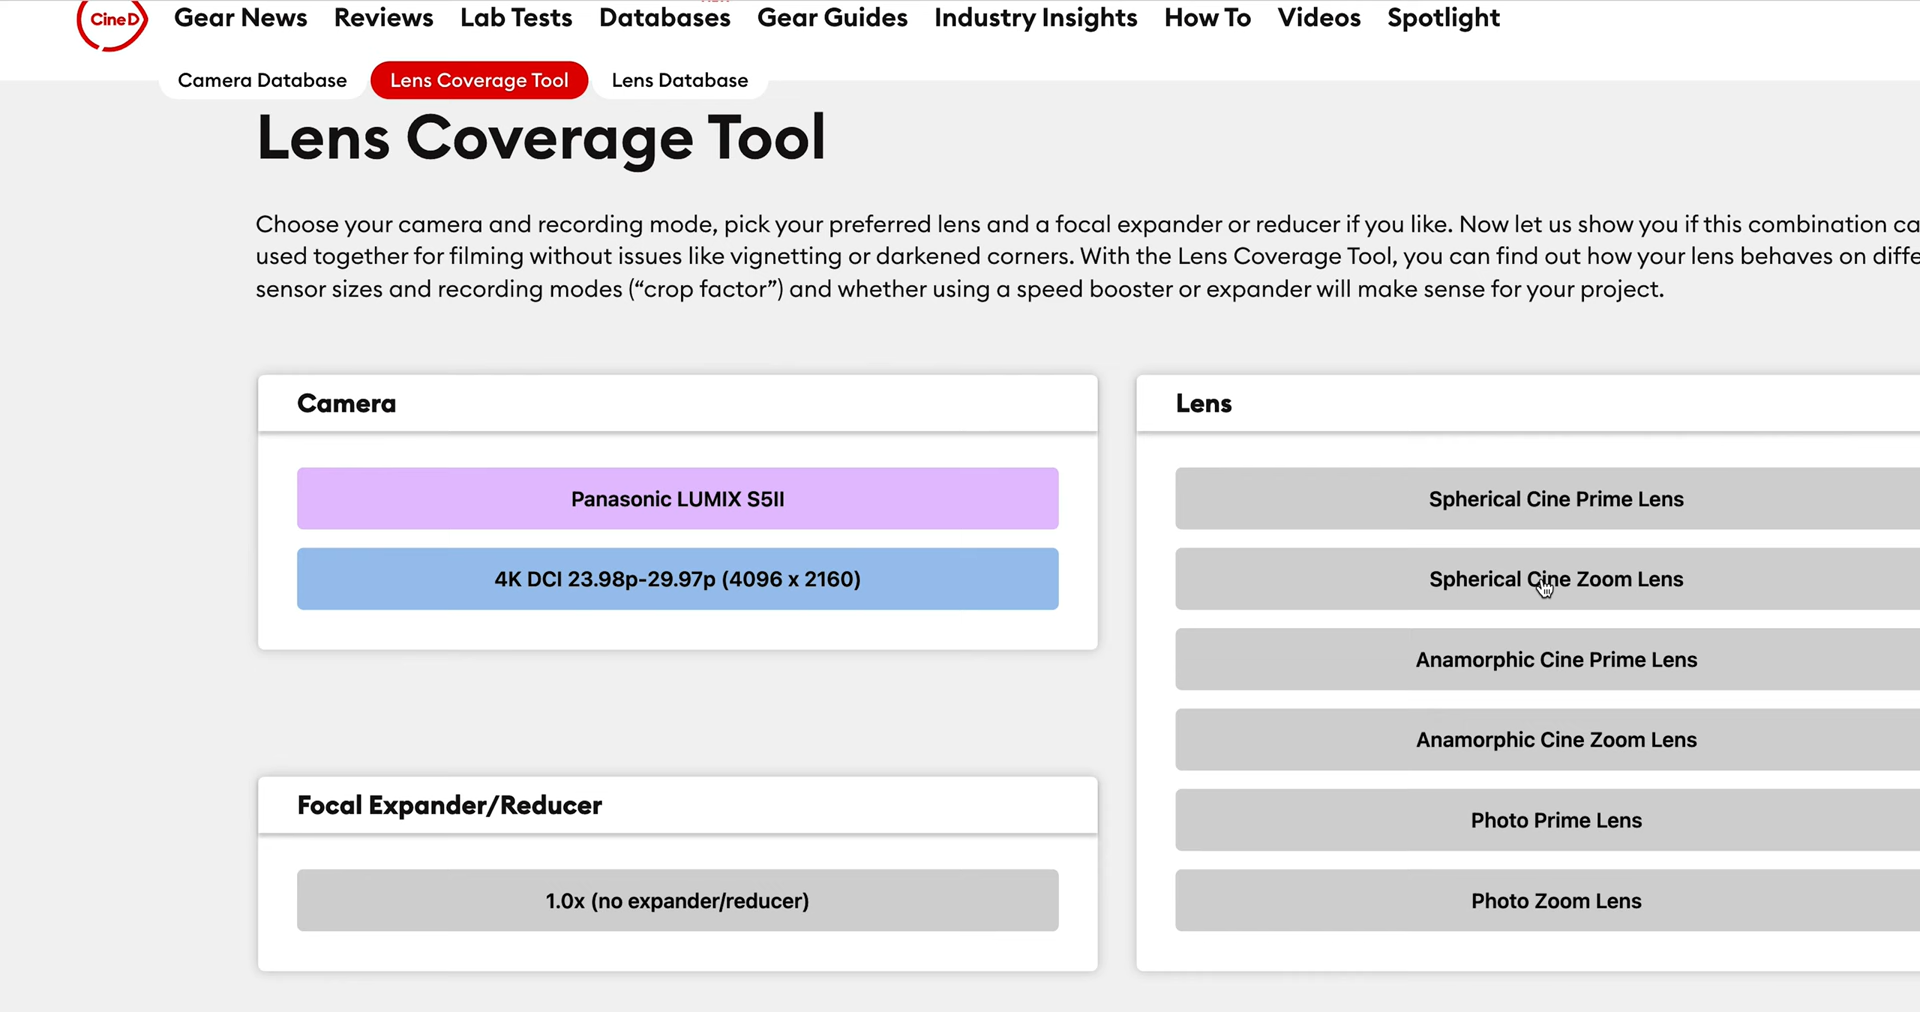 CineD
Gear News
Reviews
Lab Tests
Databases
Gear Guides
Industry Insights
How To
Videos
Spotlight
Camera Database
Lens Coverage Tool
Lens Database
Lens Coverage Tool
Choose your camera and recording mode, pick your preferred lens and a focal expander or reducer if you like. Now let us show you if this combination ca
used together for filming without issues like vignetting or darkened corners. With the Lens Coverage Tool, you can find out how your lens behaves on diffe
sensor sizes and recording modes (“crop factor”) and whether using a speed booster or expander will make sense for your project.
Camera
Panasonic LUMIX S5II
4K DCI 23.98p-29.97p (4096 x 2160)
Focal Expander/Reducer
1.0x (no expander/reducer)
Lens
Spherical Cine Prime Lens
Spherical Cine Zoom Lens
Anamorphic Cine Prime Lens
Anamorphic Cine Zoom Lens
Photo Prime Lens
Photo Zoom Lens